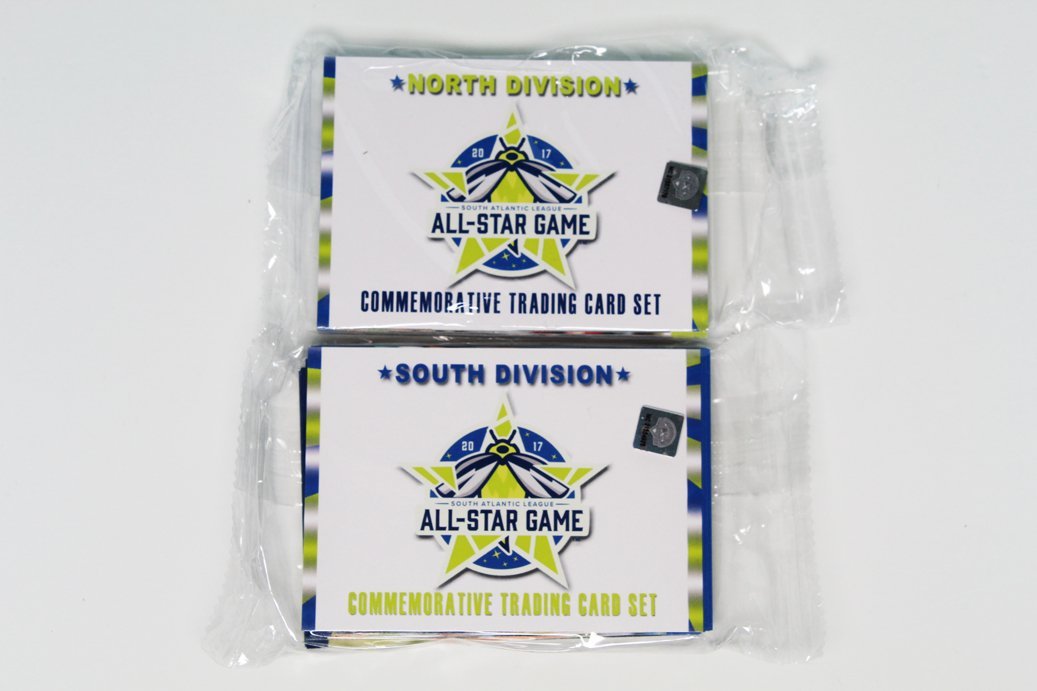 NORTH DIVISION
20 17
SOUTH ATLANTIC LEAGUE
ALL-STAR GAME
COMMEMORATIVE TRADING CARD SET
SOUTH DIVISION
20 17
SOUTH ATLANTIC LEAGUE
ALL-STAR GAME
COMMEMORATIVE TRADING CARD SET